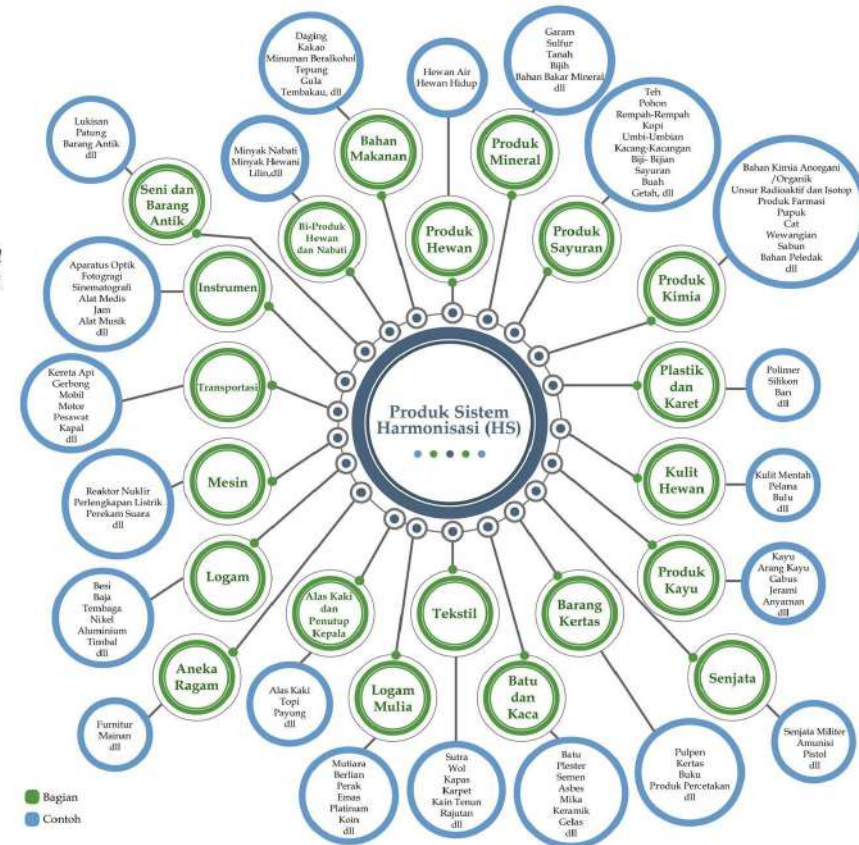 Produk Sistem
Harmonisasi (HS)
Bahan
Makanan
Daging
Kakao
Minuman Beralkohol
Tepung
Gula
Tembakau, dll
Produk
Hewan
Hewan Air
Hewan Hidup
Produk
Mineral
Garam
Sulfur
Tanah
Bijih
Bahan Bakar Mineral
dll
Produk
Sayuran
Teh
Pohon
Rempah-Rempah
Kopi
Umbi-Umbian
Kacang-Kacangan
Biji- Bijian
Sayuran
Buah
Getah, dll
Produk
Kimia
Bahan Kimia Anorgani
/Organik
Unsur Radioaktif dan Isotop
Produk Farmasi
Pupuk
Cat
Wewangian
Sabun
Bahan Peledak
dll
Plastik
dan
Karet
Polimer
Silikon
Ban
dll
Kulit
Hewan
Kulit Mentah
Pelana
Bulu
dll
Produk
Kayu
Kayu
Arang Kayu
Gabus
Jerami
Anyaman
dll
Senjata
Senjata Militer
Amunisi
Pistol
dll
Barang
Kertas
Pulpen
Kertas
Buku
Produk Percetakan
dll
Batu
dan
Kaca
Batu
Plester
Semen
Asbes
Mika
Keramik
Gelas
dll
Tekstil
Sutra
Wol
Kapas
Karpet
Kain Tenun
Rajutan
dll
Logam
Mulia
Mutiara
Berlian
Perak
Emas
Platinum
Koin
dll
Alas Kaki
dan
Penutup
Kepala
Alas Kaki
Topi
Payung
dll
Aneka
Ragam
Furnitur
Mainan
dll
Logam
Besi
Baja
Tembaga
Nikel
Aluminium
Timbal
dll
Mesin
Reaktor Nuklir
Perlengkapan Listrik
Perekam Suara
dll
Transportasi
Kereta Api
Gerbong
Mobil
Motor
Pesawat
Kapal
dll
Instrumen
Aparatus Optik
Fotogragi
Sinematografi
Alat Medis
Jam
Alat Musik
dll
Seni dan
Barang
Antik
Lukisan
Patung
Barang Antik
dll
Bi-Produk
Hewan
dan Nabati
Minyak Nabati
Minyak Hewani
Lilin,dll
Bagian
Contoh